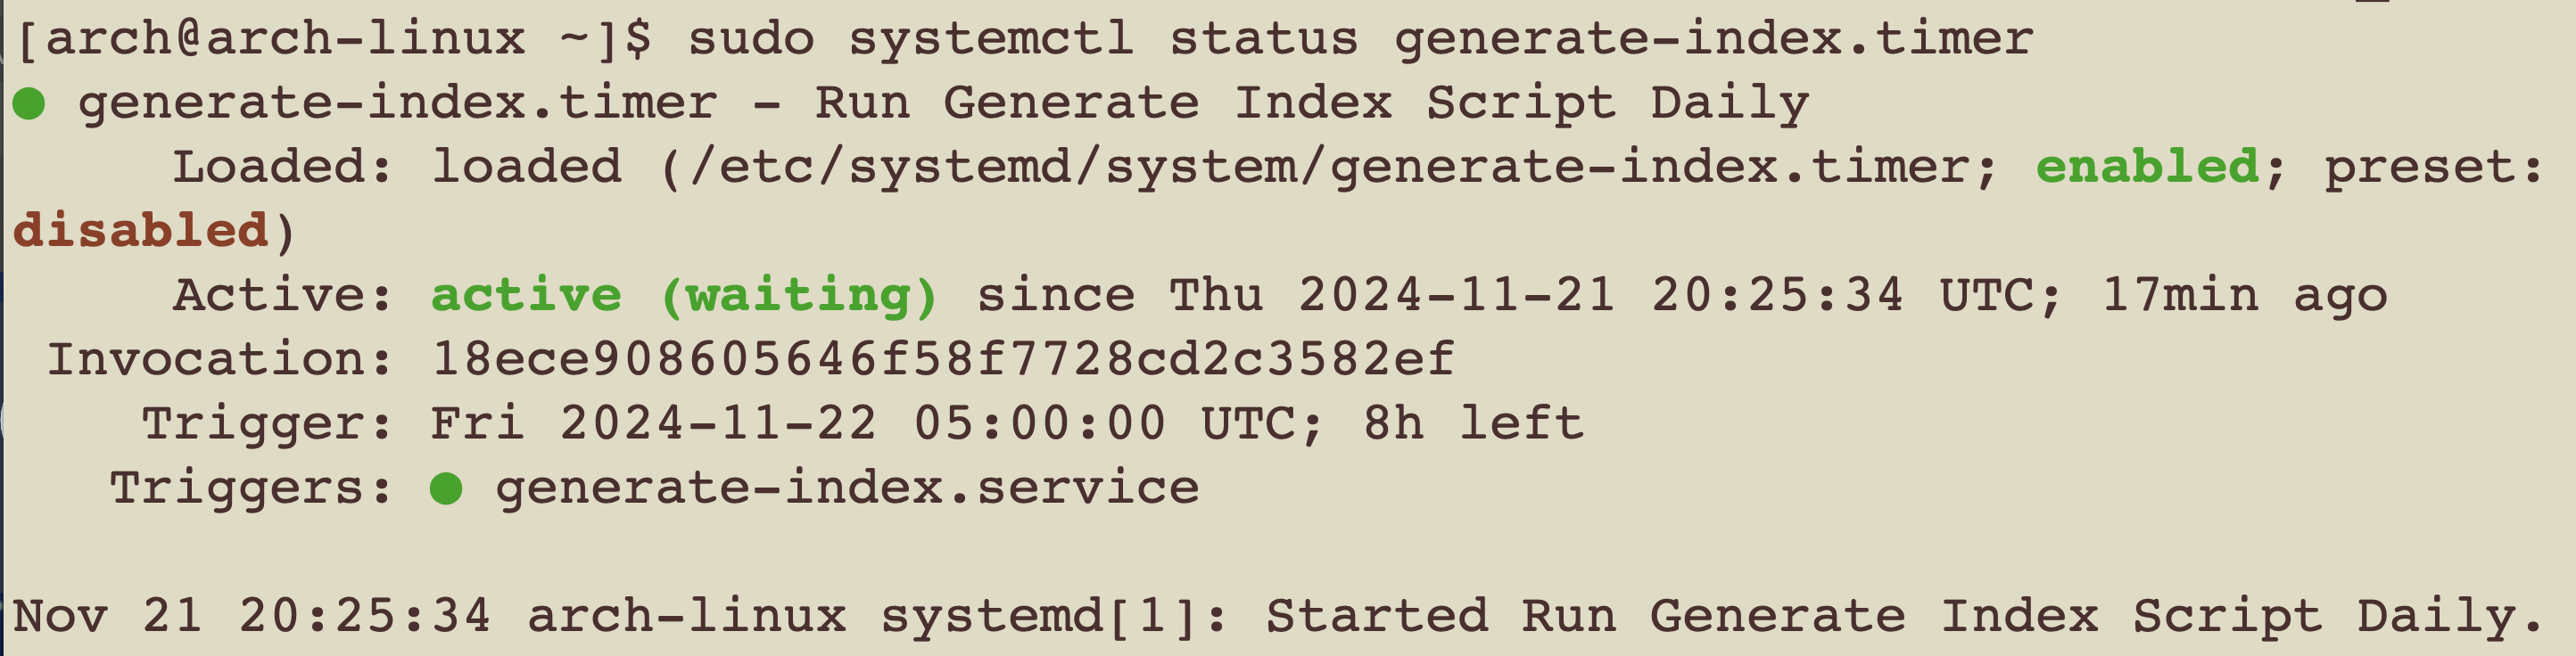 [arch@arch-linux ~]$ sudo systemctl status generate-index.timer
● generate-index.timer - Run Generate Index Script Daily
Loaded: loaded (/etc/systemd/system/generate-index.timer; enabled; preset:
disabled)
Active: active (waiting) since Thu 2024-11-21 20:25:34 UTC; 17min ago
Invocation: 18ece908605646f58f7728cd2c3582ef
Trigger: Fri 2024-11-22 05:00:00 UTC; 8h left
Triggers: ● generate-index.service
Nov 21 20:25:34 arch-linux systemd[1]: Started Run Generate Index Script Daily.